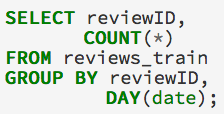 SELECT reviewID,
COUNT(*)
FROM reviews_train
GROUP BY reviewID,
DAY(date);